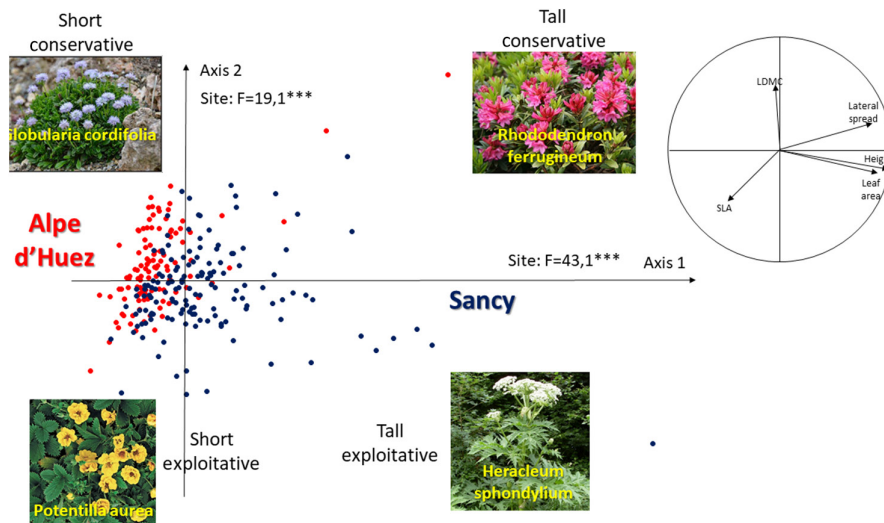 Short
conservative
Tall
conservative
Axis 2
Site: F=19,1***
Globularia cordifolia
Rhododendron
ferrugineum
LDMC
Lateral
spread
Heig
Leaf
area
SLA
Alpe
d'Huez
Site: F=43,1***
Axis 1
Sancy
Short
exploitative
Tall
exploitative
Potentilla aurea
Heracleum
sphondylium